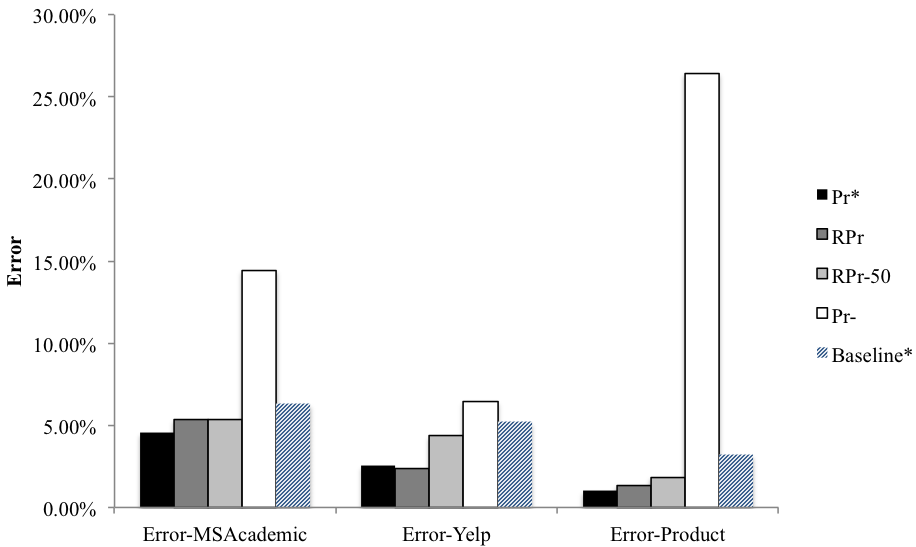 30.00%
25.00%
20.00%
15.00%
10.00%
5.00%
0.00%
Error
Error-MSAcademic
Error-Yelp
Error-Product
Pr*
RPr
RPr-50
Pr-
Baseline*